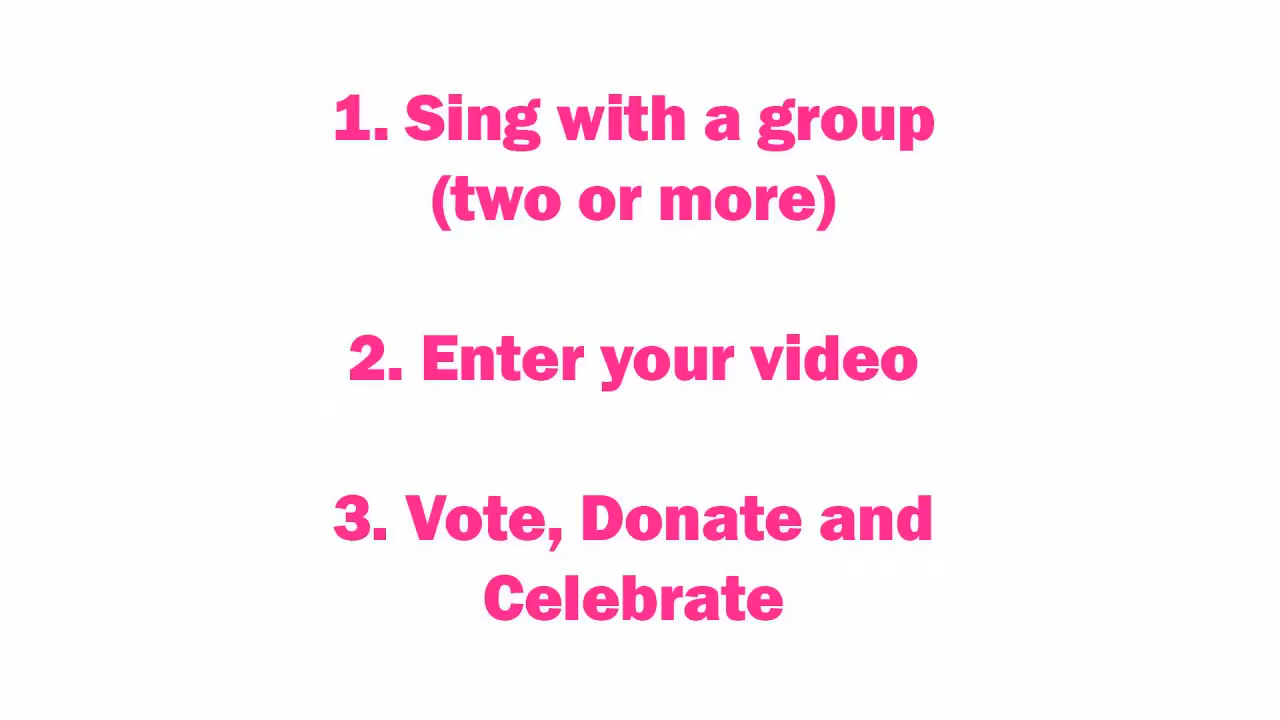 1. Sing with a group
(two or more)
2. Enter your video
3. Vote, Donate and
Celebrate